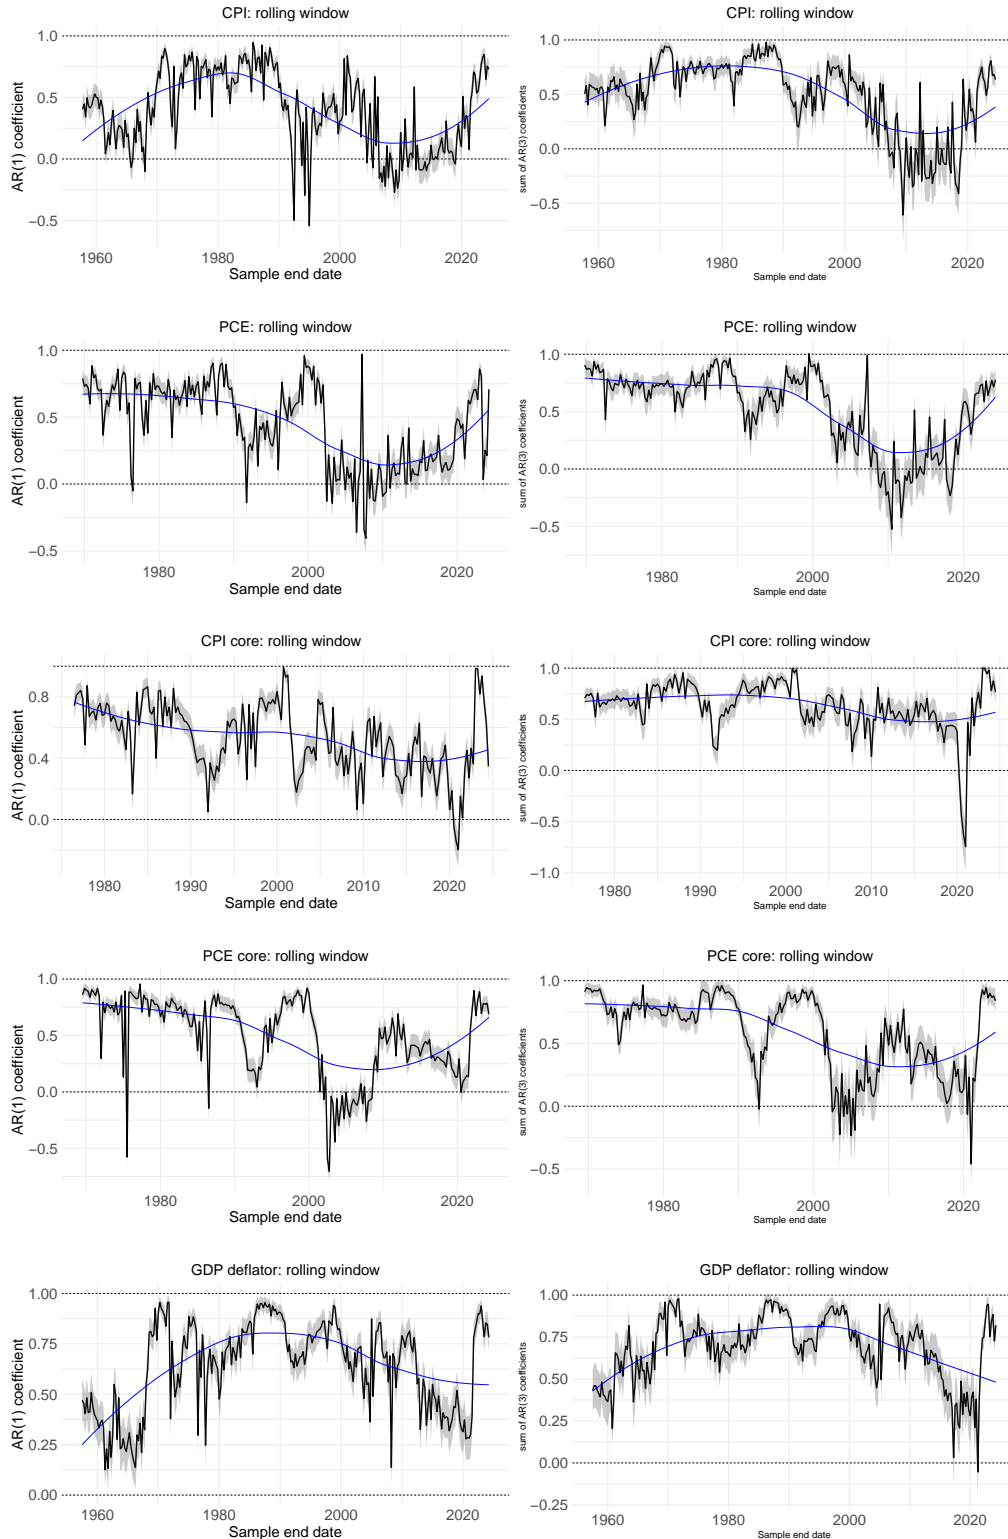 CPI: rolling window
1.0
0.5
0.0
−0.5
AR(1) coefficient
1960 1980 2000 2020
Sample end date
CPI: rolling window
1.0
0.5
0.0
−0.5
sum of AR(3) coefficients
1960 1980 2000 2020
Sample end date
PCE: rolling window
1.0
0.5
0.0
−0.5
AR(1) coefficient
1980 2000 2020
Sample end date
PCE: rolling window
1.0
0.5
0.0
−0.5
sum of AR(3) coefficients
1980 2000 2020
Sample end date
CPI core: rolling window
0.8
0.4
0.0
AR(1) coefficient
1980 1990 2000 2010 2020
Sample end date
CPI core: rolling window
1.0
0.5
0.0
−0.5
−1.0
sum of AR(3) coefficients
1980 1990 2000 2010 2020
Sample end date
PCE core: rolling window
1.0
0.5
0.0
−0.5
AR(1) coefficient
1980 2000 2020
Sample end date
PCE core: rolling window
1.0
0.5
0.0
−0.5
sum of AR(3) coefficients
1980 2000 2020
Sample end date
GDP deflator: rolling window
1.00
0.75
0.50
0.25
0.00
AR(1) coefficient
1960 1980 2000 2020
Sample end date
GDP deflator: rolling window
1.00
0.75
0.50
0.25
0.00
−0.25
sum of AR(3) coefficients
1960 1980 2000 2020
Sample end date